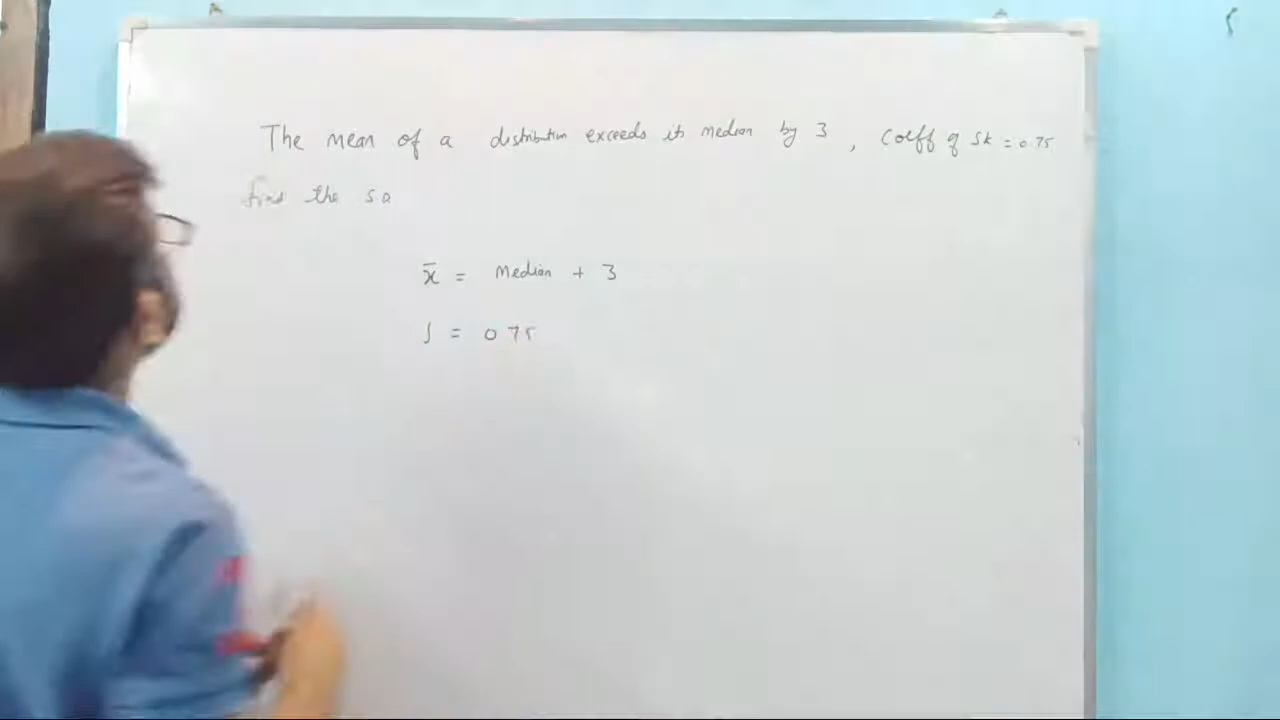 The mean of a distribution exceeds its median by 3 , Coeff of Sk = 0.75
find the SD
x̄ = Median + 3
S = 0.75